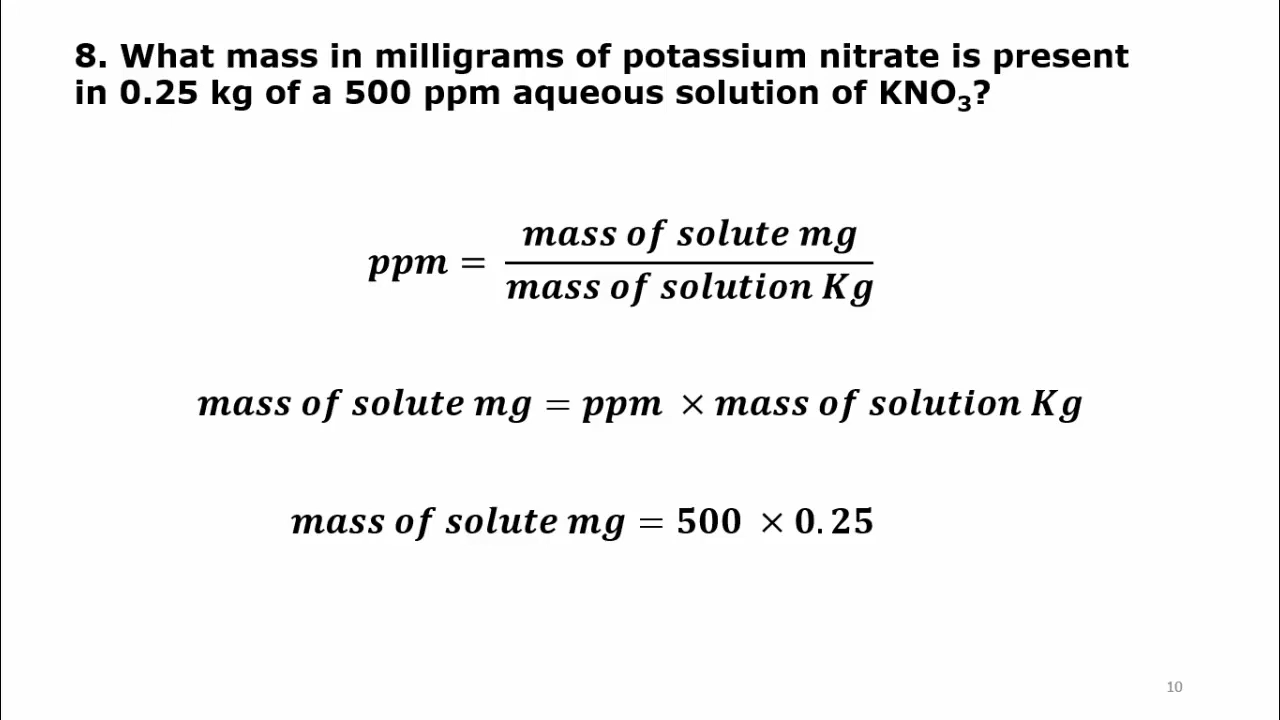 8. What mass in milligrams of potassium nitrate is present
in 0.25 kg of a 500 ppm aqueous solution of KNO₃?
ppm = mass of solute mg / mass of solution Kg
mass of solute mg = ppm × mass of solution Kg
mass of solute mg = 500 × 0.25
10